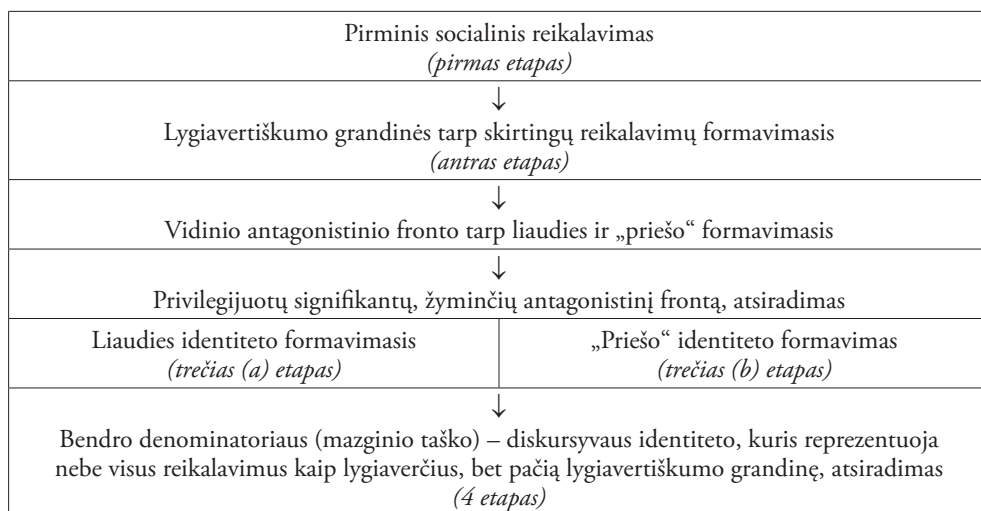 Pirminis socialinis reikalavimas
(pirmas etapas)
↓
Lygiavertiškumo grandinės tarp skirtingų reikalavimų formavimasis
(antras etapas)
↓
Vidinio antagonistinio fronto tarp liaudies ir „priešo“ formavimasis
↓
Privilegijuotų signifikantų, žyminčių antagonistinį frontą, atsiradimas
Liaudies identiteto formavimasis
(trečias (a) etapas)
„Priešo“ identiteto formavimas
(trečias (b) etapas)
↓
Bendro denominatoriaus (mazginio taško) – diskursyvaus identiteto, kuris reprezentuoja
nebe visus reikalavimus kaip lygiaverčius, bet pačią lygiavertiškumo grandinę, atsiradimas
(4 etapas)